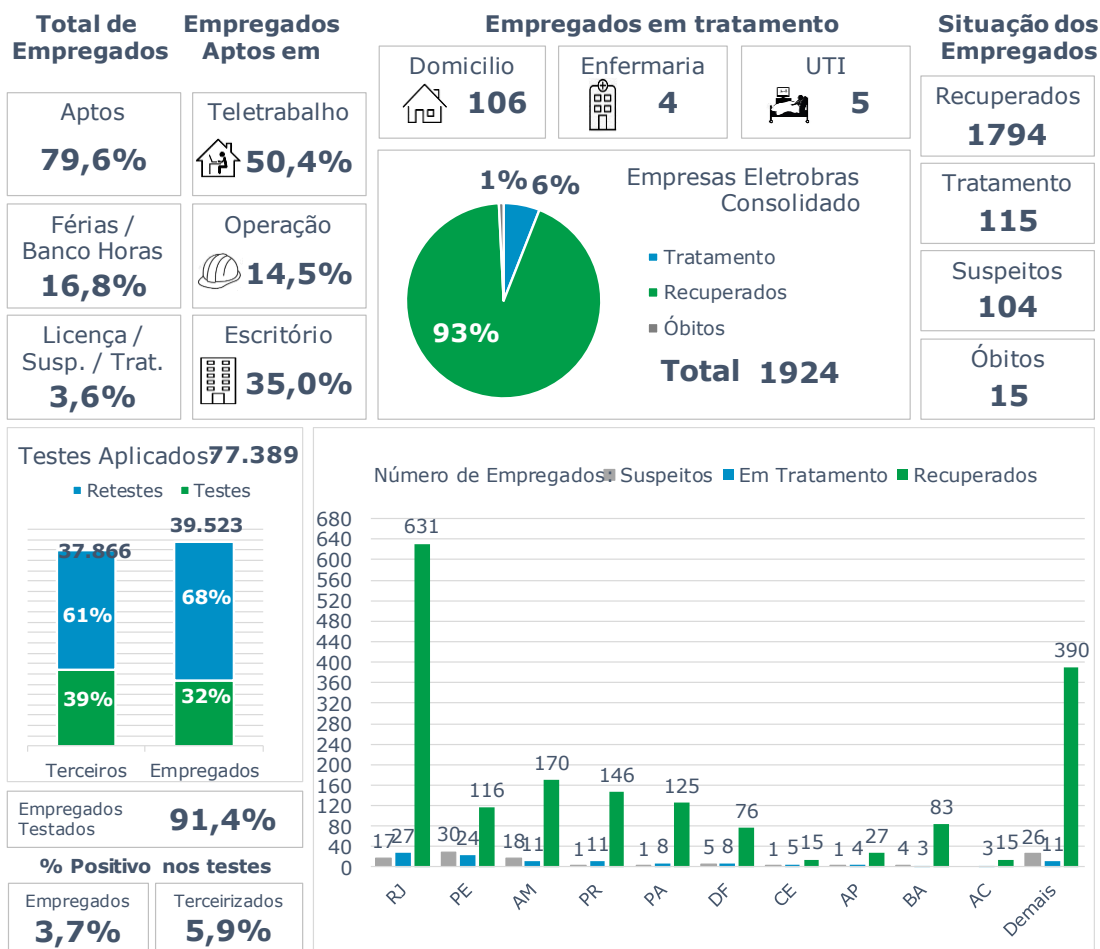 Total de
Empregados
Aptos
79,6%
Férias /
Banco Horas
16,8%
Licença /
Susp. / Trat.
3,6%
Empregados
Aptos em
Teletrabalho
50,4%
Operação
14,5%
Escritório
35,0%
Empregados em tratamento
Domicilio
106
Enfermaria
4
UTI
5
Empresas Eletrobras
Consolidado
1% 6%
93%
Tratamento
Recuperados
Óbitos
Total 1924
Situação dos
Empregados
Recuperados
1794
Tratamento
115
Suspeitos
104
Óbitos
15
Testes Aplicados: 77.389
Retestes Testes
37.866 39.523
61% 68%
39% 32%
Terceiros Empregados
Empregados
Testados
91,4%
% Positivo nos testes
Empregados
3,7%
Terceirizados
5,9%
Número de Empregados: Suspeitos Em Tratamento Recuperados
680
640
600
560
520
480
440
400
360
320
280
240
200
160
120
80
40
0
17 27 631
30 24 116
18 11 170
1 11 146
1 8 125
5 8 76
1 5 15
1 4 27
4 3 83
3 15
26 11 390
RJ PE AM PR PA DF CE AP BA AC Demais